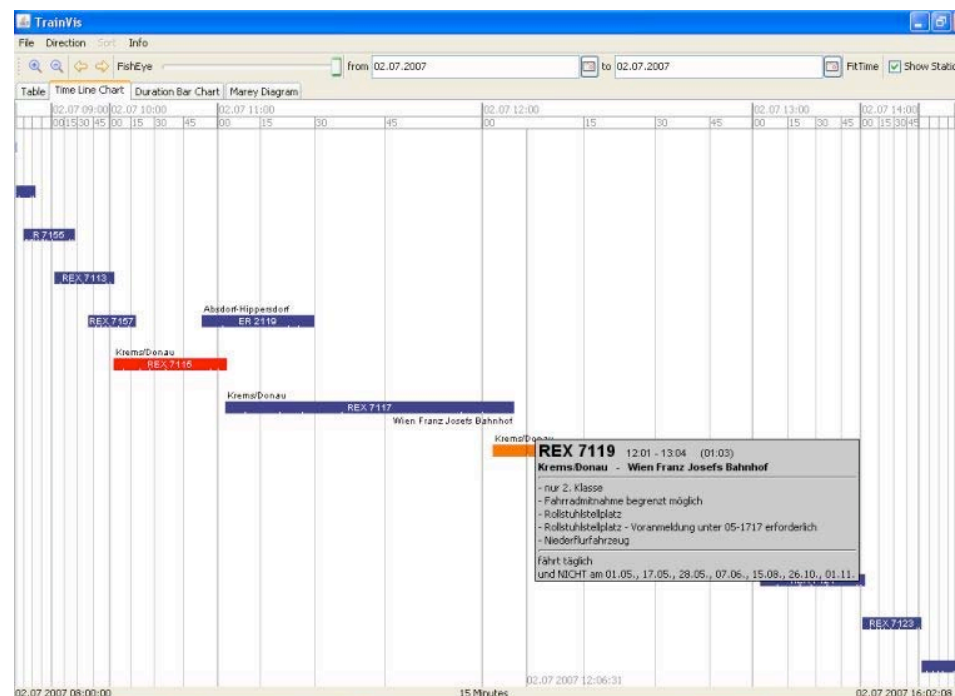 TrainVis
File Direction Sort Info
FishEye from 02.07.2007 to 02.07.2007 FitTime Show Static
Table Time Line Chart Duration Bar Chart Marey Diagram
02.07 09:00 02.07 10:00 02.07 11:00 02.07 12:00 02.07 13:00 02.07 14:00
00 15 30 45 00 15 30 45 00 15 30 45 00 15 30 45 00 15 30 45 00 15 30 45
R 7155
REX 7113
Absdorf-Hippersdorf
REX 7157 ER 2119
Krems/Donau
REX 7115
Krems/Donau
REX 7117
Wien Franz Josefs Bahnhof
Krems/Donau
REX 7119 12:01 - 13:04 (01:03)
Krems/Donau - Wien Franz Josefs Bahnhof
- nur 2. Klasse
- Fahrradmitnahme begrenzt möglich
- Rollstuhlstellplatz
- Rollstuhlstellplatz - Voranmeldung unter 05-1717 erforderlich
- Niederflurfahrzeug
fährt täglich
und NICHT am 01.05., 17.05., 28.05., 07.06., 15.08., 26.10., 01.11.
REX 7123
02.07 2007 12:06:31
02.07 2007 08:00:00 15 Minutes 02.07 2007 16:02:08